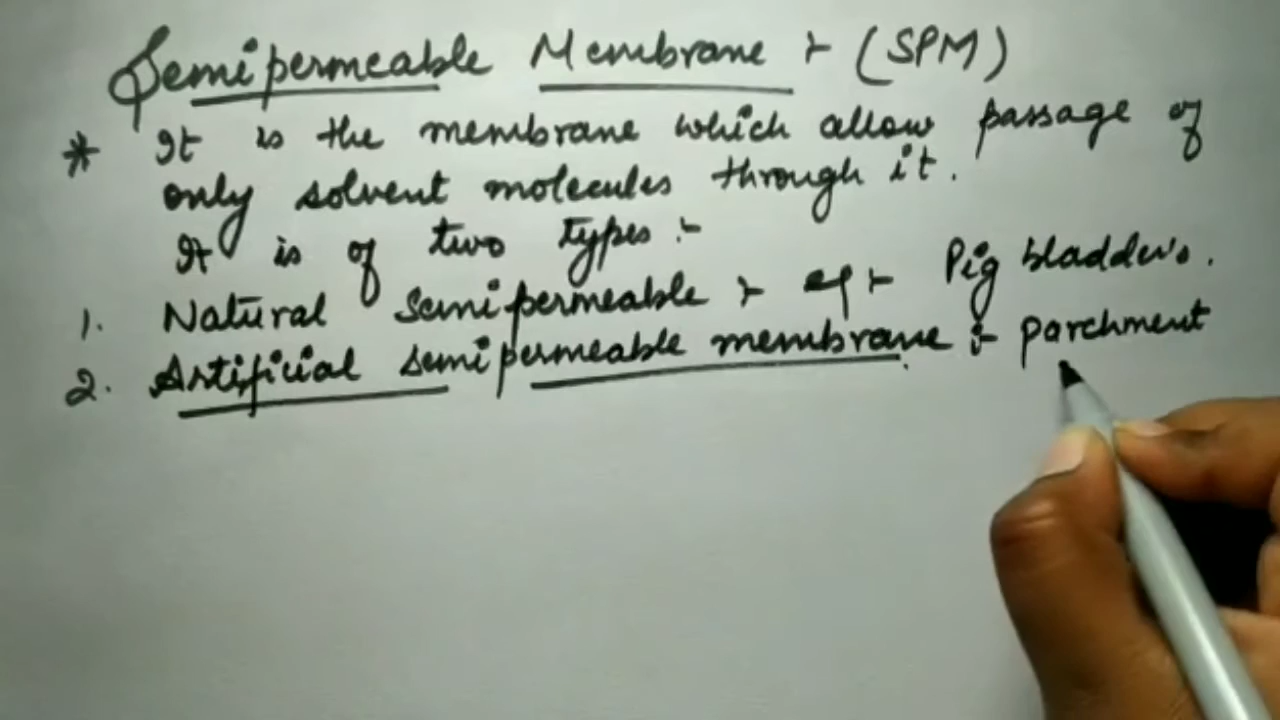 Semipermeable Membrane :- (SPM)
* It is the membrane which allow passage of
only solvent molecules through it.
It is of two types :-
1. Natural Semipermeable :- eg :- Pig bladders.
2. Artificial semipermeable membrane :- parchment